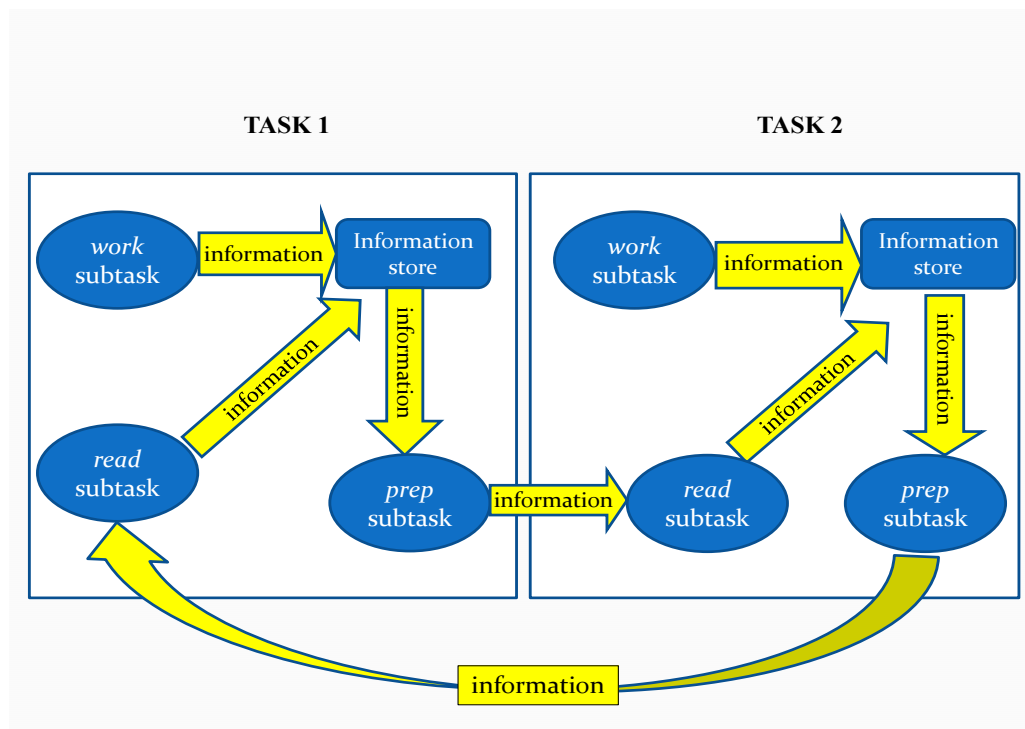 TASK 1
work
subtask
information
Information
store
information
information
read
subtask
prep
subtask
information
TASK 2
work
subtask
information
Information
store
information
information
read
subtask
prep
subtask
information